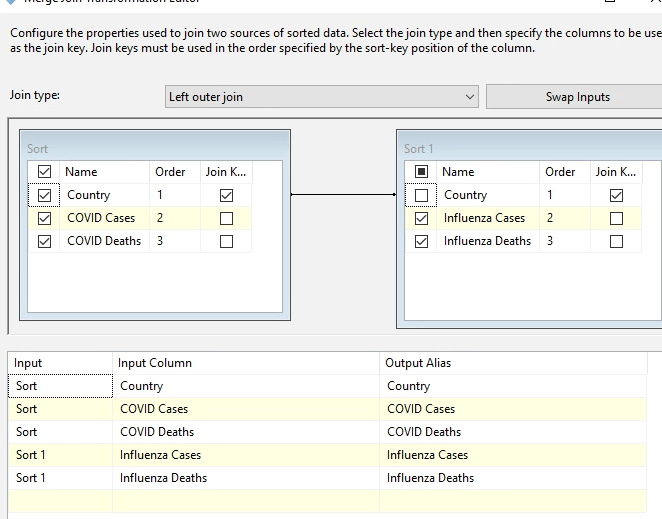 Merge Join Transformation Editor
Configure the properties used to join two sources of sorted data. Select the join type and then specify the columns to be use
as the join key. Join keys must be used in the order specified by the sort-key position of the column.
Join type:
Left outer join
Swap Inputs
Sort
Name Order Join K...
Country 1
COVID Cases 2
COVID Deaths 3
Sort 1
Name Order Join K...
Country 1
Influenza Cases 2
Influenza Deaths 3
Input Input Column Output Alias
Sort Country Country
Sort COVID Cases COVID Cases
Sort COVID Deaths COVID Deaths
Sort 1 Influenza Cases Influenza Cases
Sort 1 Influenza Deaths Influenza Deaths